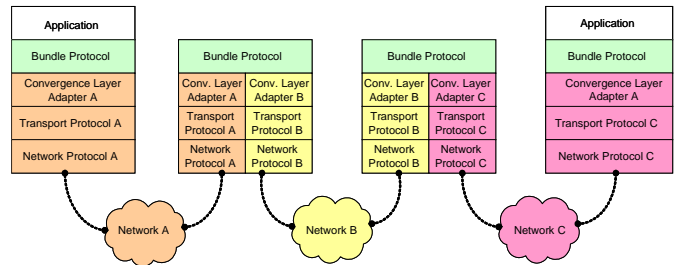 Application
Bundle Protocol
Convergence Layer
Adapter A
Transport Protocol A
Network Protocol A
Bundle Protocol
Conv. Layer
Adapter A
Conv. Layer
Adapter B
Transport
Protocol A
Transport
Protocol B
Network
Protocol A
Network
Protocol B
Bundle Protocol
Conv. Layer
Adapter B
Conv. Layer
Adapter C
Transport
Protocol B
Transport
Protocol C
Network
Protocol B
Network
Protocol C
Application
Bundle Protocol
Convergence Layer
Adapter A
Transport Protocol C
Network Protocol C
Network A
Network B
Network C